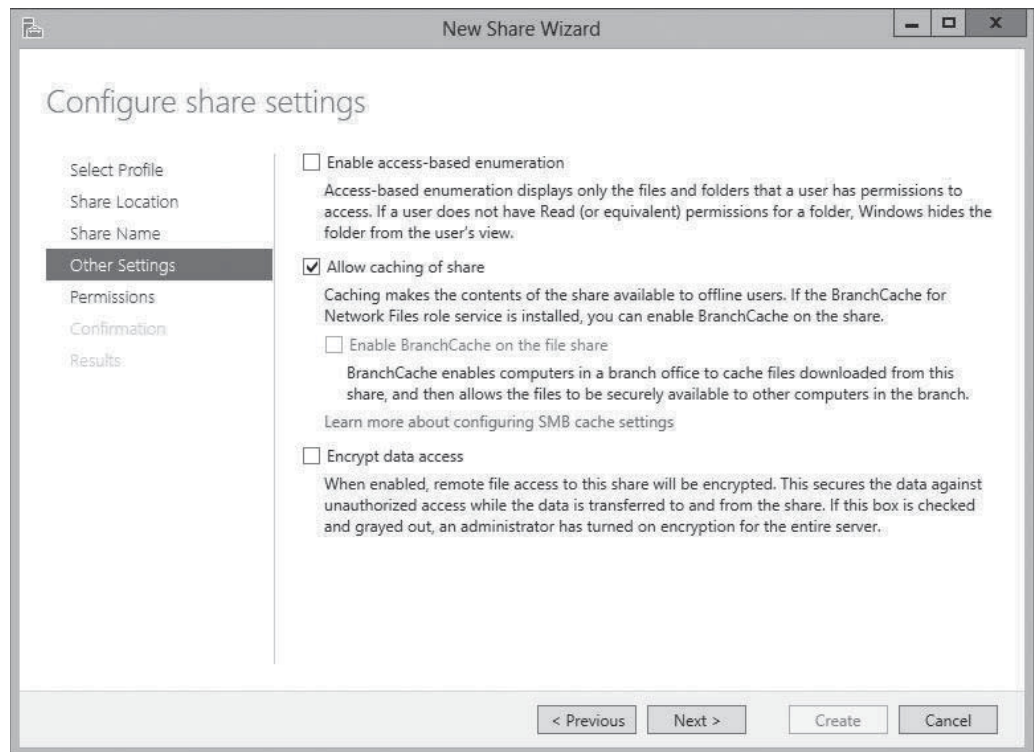 New Share Wizard
Configure share settings
Select Profile
Share Location
Share Name
Other Settings
Permissions
Confirmation
Results
Enable access-based enumeration
Access-based enumeration displays only the files and folders that a user has permissions to
access. If a user does not have Read (or equivalent) permissions for a folder, Windows hides the
folder from the user's view.
Allow caching of share
Caching makes the contents of the share available to offline users. If the BranchCache for
Network Files role service is installed, you can enable BranchCache on the share.
Enable BranchCache on the file share
BranchCache enables computers in a branch office to cache files downloaded from this
share, and then allows the files to be securely available to other computers in the branch.
Learn more about configuring SMB cache settings
Encrypt data access
When enabled, remote file access to this share will be encrypted. This secures the data against
unauthorized access while the data is transferred to and from the share. If this box is checked
and grayed out, an administrator has turned on encryption for the entire server.
< Previous
Next >
Create
Cancel